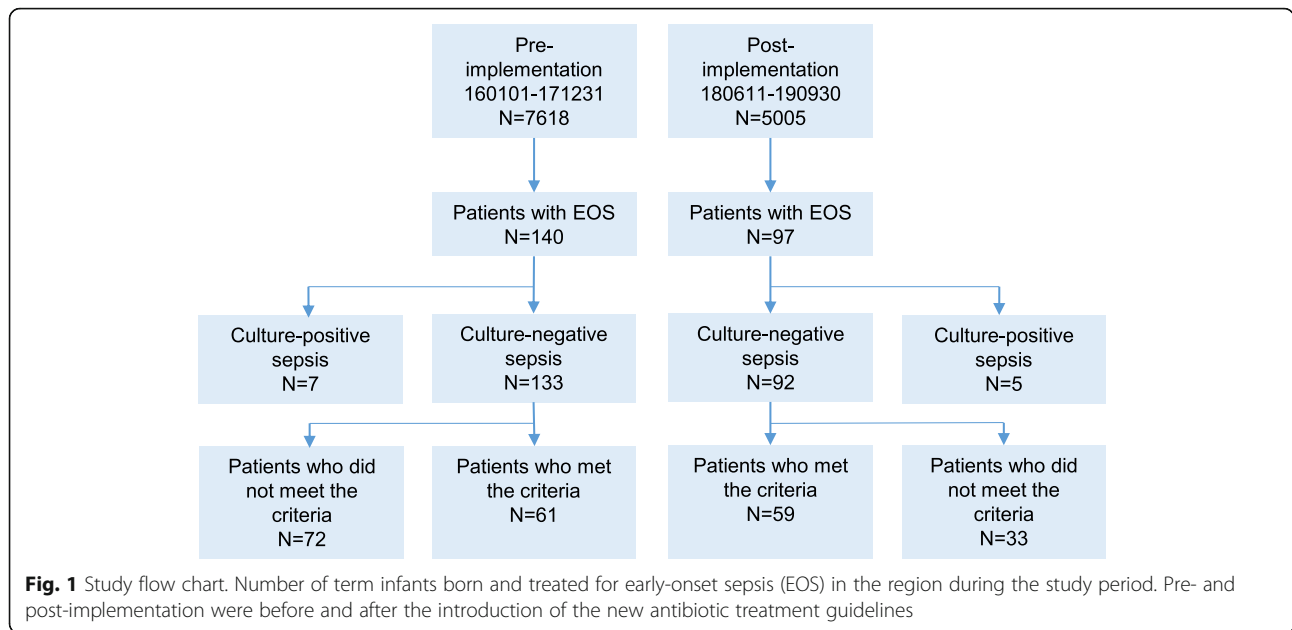 Pre-
implementation
160101-171231
N=7618
Post-
implementation
180611-190930
N=5005
Patients with EOS
N=140
Patients with EOS
N=97
Culture-positive
sepsis
N=7
Culture-negative
sepsis
N=133
Culture-negative
sepsis
N=92
Culture-positive
sepsis
N=5
Patients who did
not meet the
criteria
N=72
Patients who met
the criteria
N=61
Patients who met
the criteria
N=59
Patients who did
not meet the
criteria
N=33
Fig. 1 Study flow chart. Number of term infants born and treated for early-onset sepsis (EOS) in the region during the study period. Pre- and
post-implementation were before and after the introduction of the new antibiotic treatment guidelines